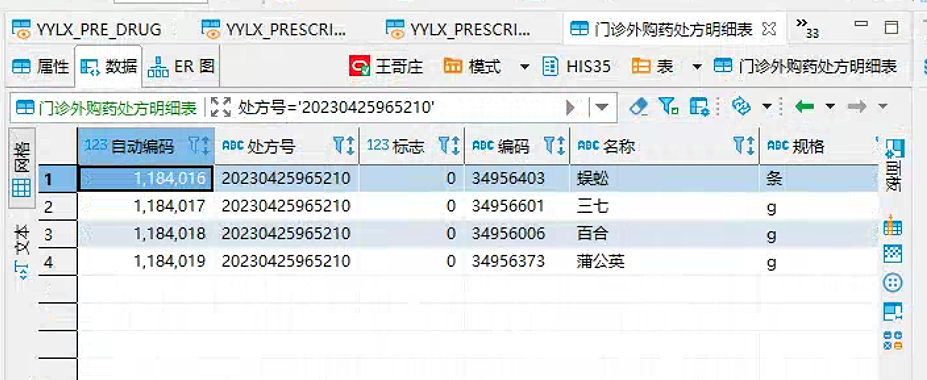 YYLX_PRE_DRUG YYLX_PRESCRI... YYLX_PRESCRI... 门诊外购药处方明细表 33
属性 数据 ER 图 王哥庄 模式 HIS35 表 门诊外购药处方明细表
门诊外购药处方明细表 处方号='20230425965210'
网格 123 自动编码 ABC 处方号 123 标志 ABC 编码 ABC 名称 ABC 规格
1 1,184,016 20230425965210 0 34956403 蜈蚣 条
2 1,184,017 20230425965210 0 34956601 三七 g
3 1,184,018 20230425965210 0 34956006 百合 g
4 1,184,019 20230425965210 0 34956373 蒲公英 g
文本
面板